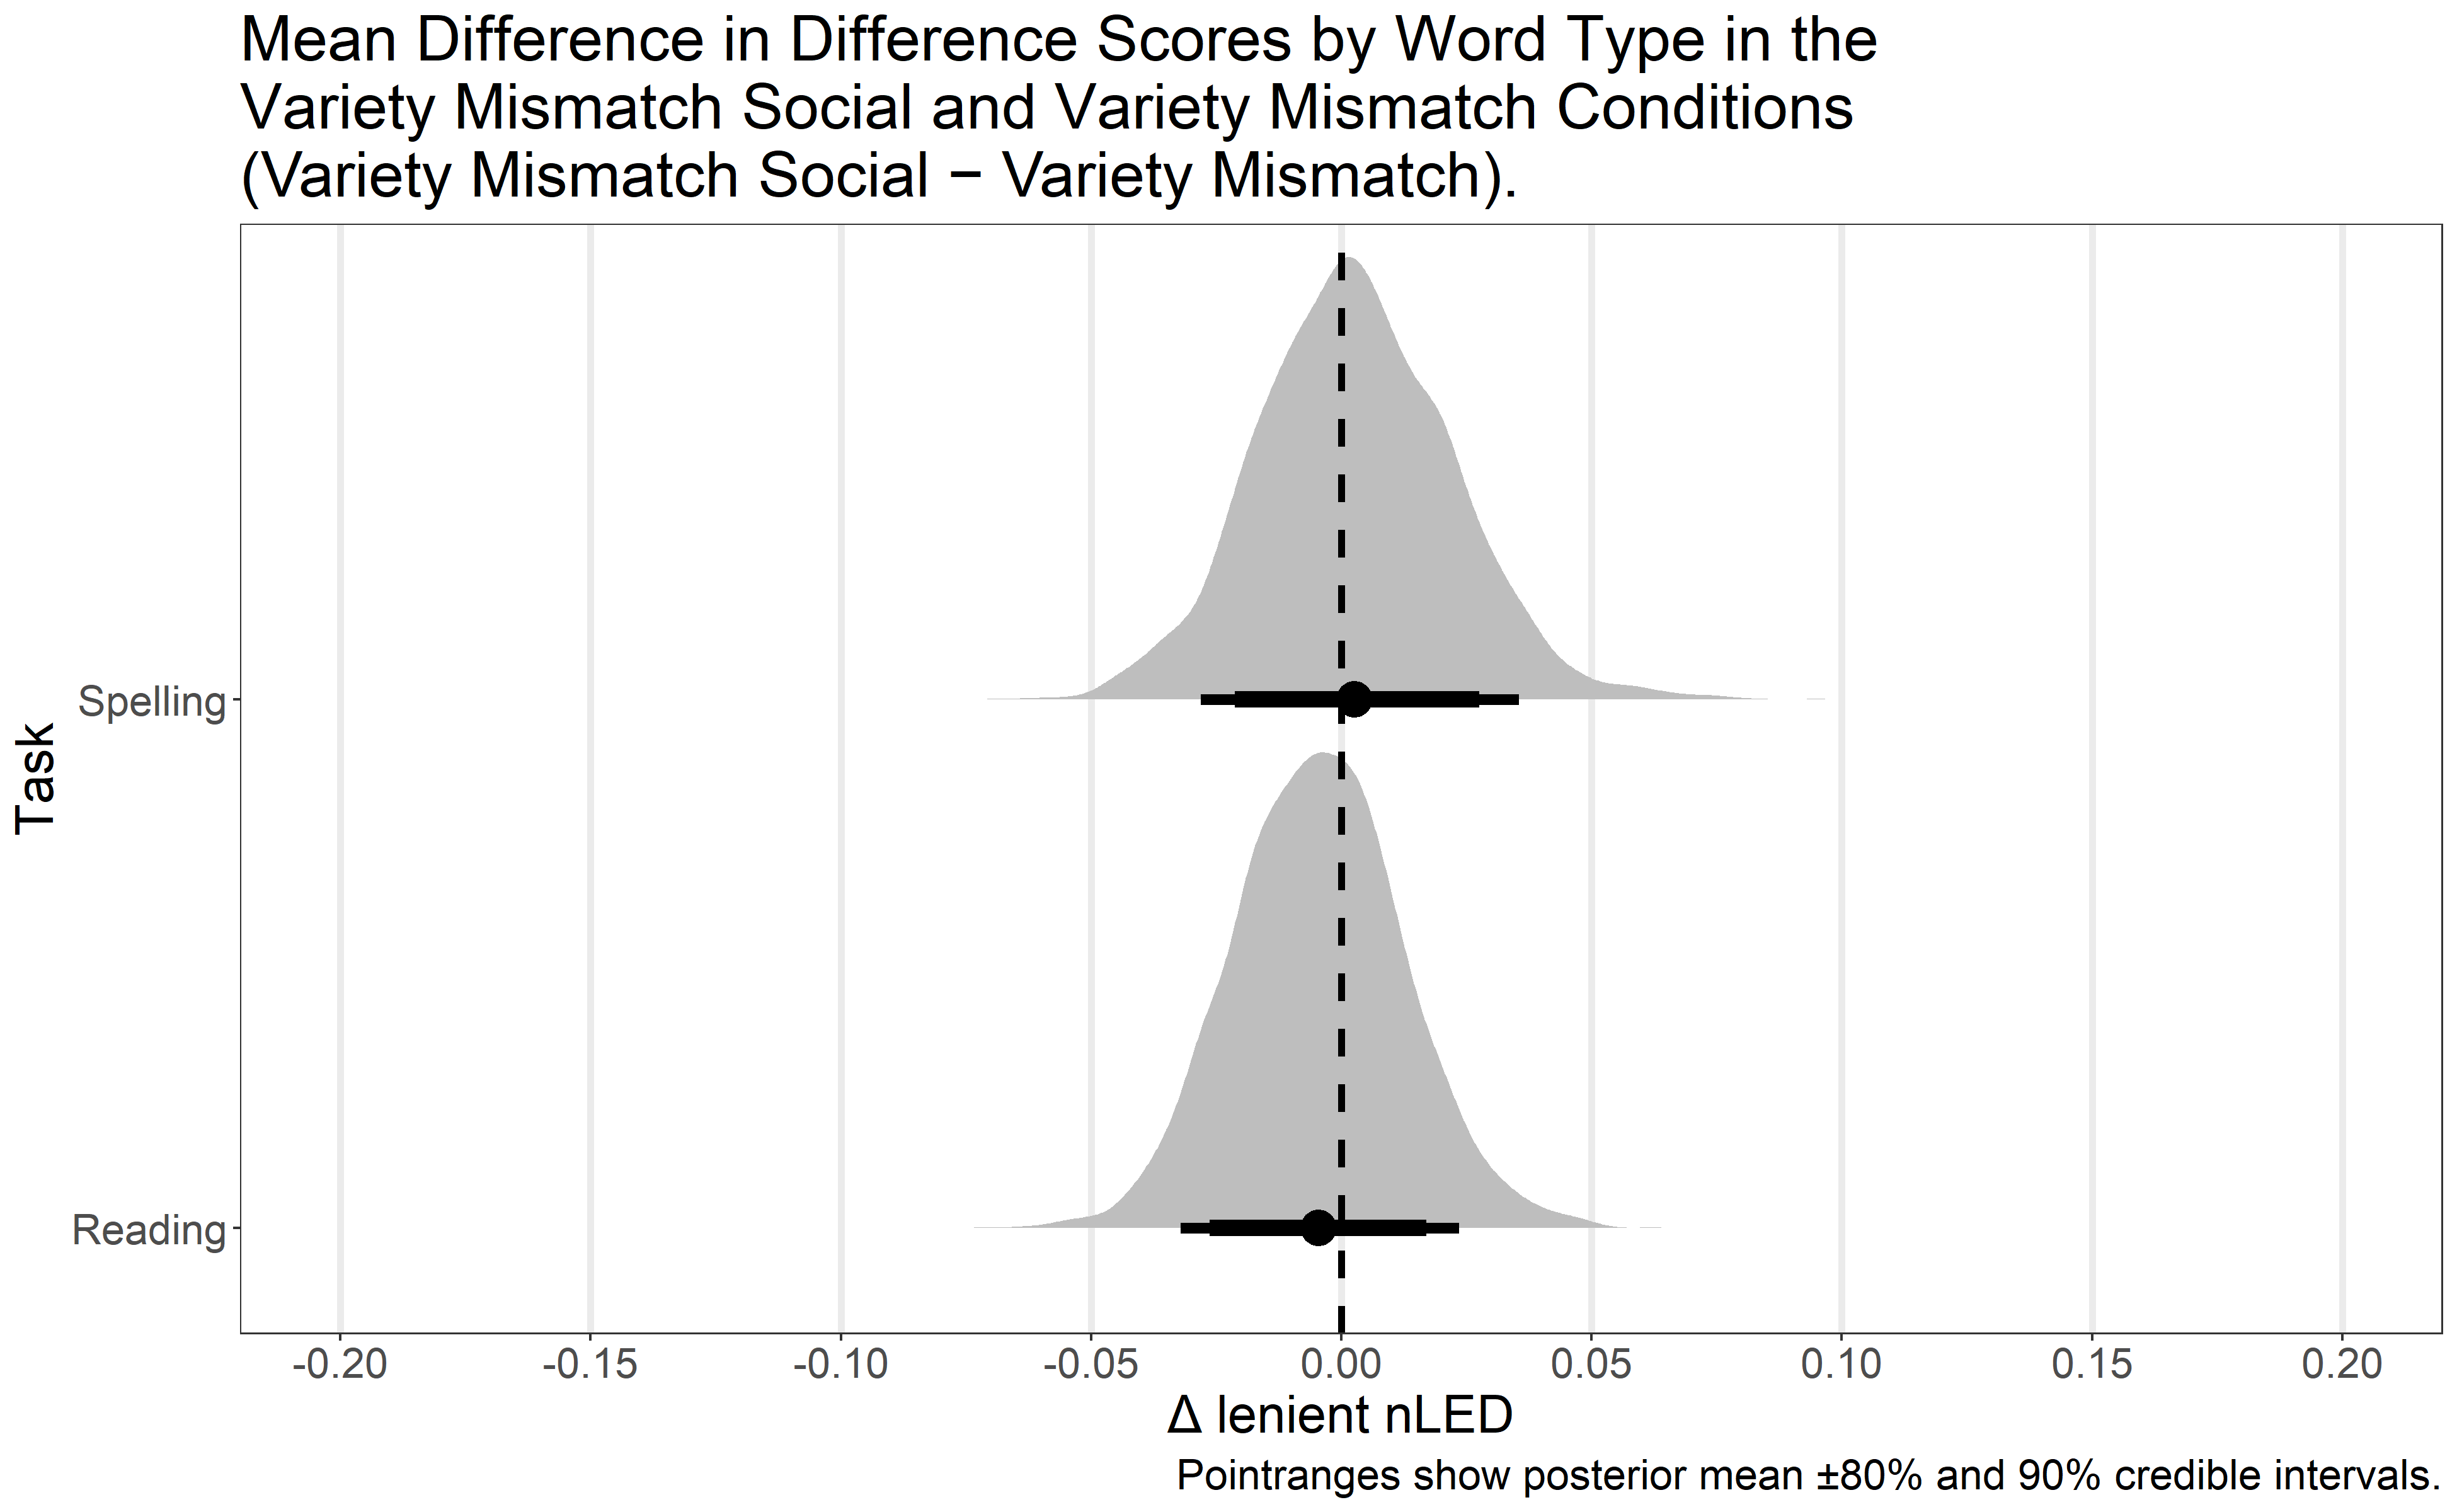 Mean Difference in Difference Scores by Word Type in the
Variety Mismatch Social and Variety Mismatch Conditions
(Variety Mismatch Social − Variety Mismatch).
Task
Spelling
Reading
-0.20 -0.15 -0.10 -0.05 0.00 0.05 0.10 0.15 0.20
Δ lenient nLED
Pointranges show posterior mean ±80% and 90% credible intervals.